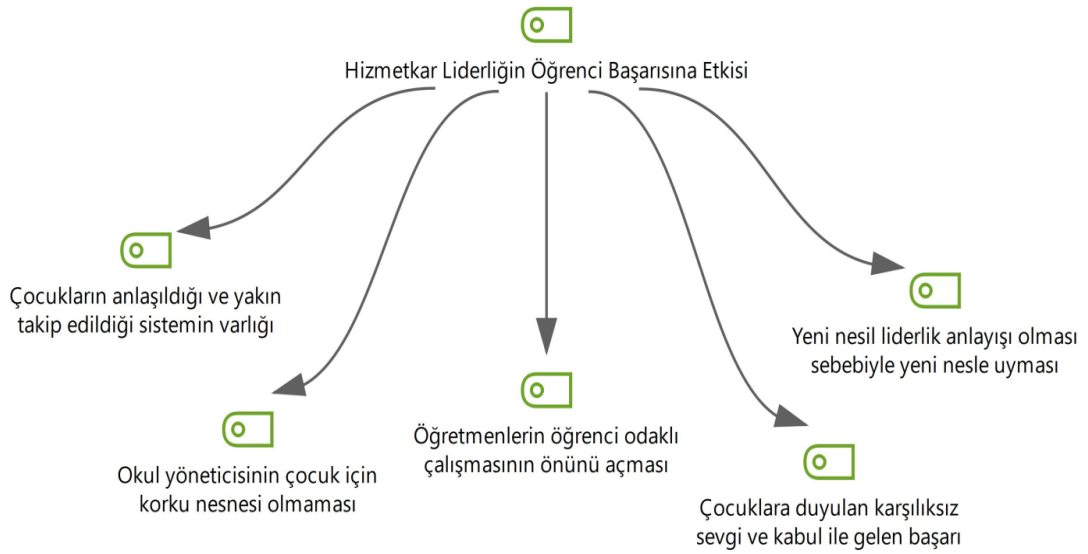 Hizmetkar Liderliğin Öğrenci Başarısına Etkisi
Çocukların anlaşıldığı ve yakın
takip edildiği sistemin varlığı
Okul yöneticisinin çocuk için
korku nesnesi olmaması
Öğretmenlerin öğrenci odaklı
çalışmasının önünü açması
Çocuklara duyulan karşılıksız
sevgi ve kabul ile gelen başarı
Yeni nesil liderlik anlayışı olması
sebebiyle yeni nesle uyması